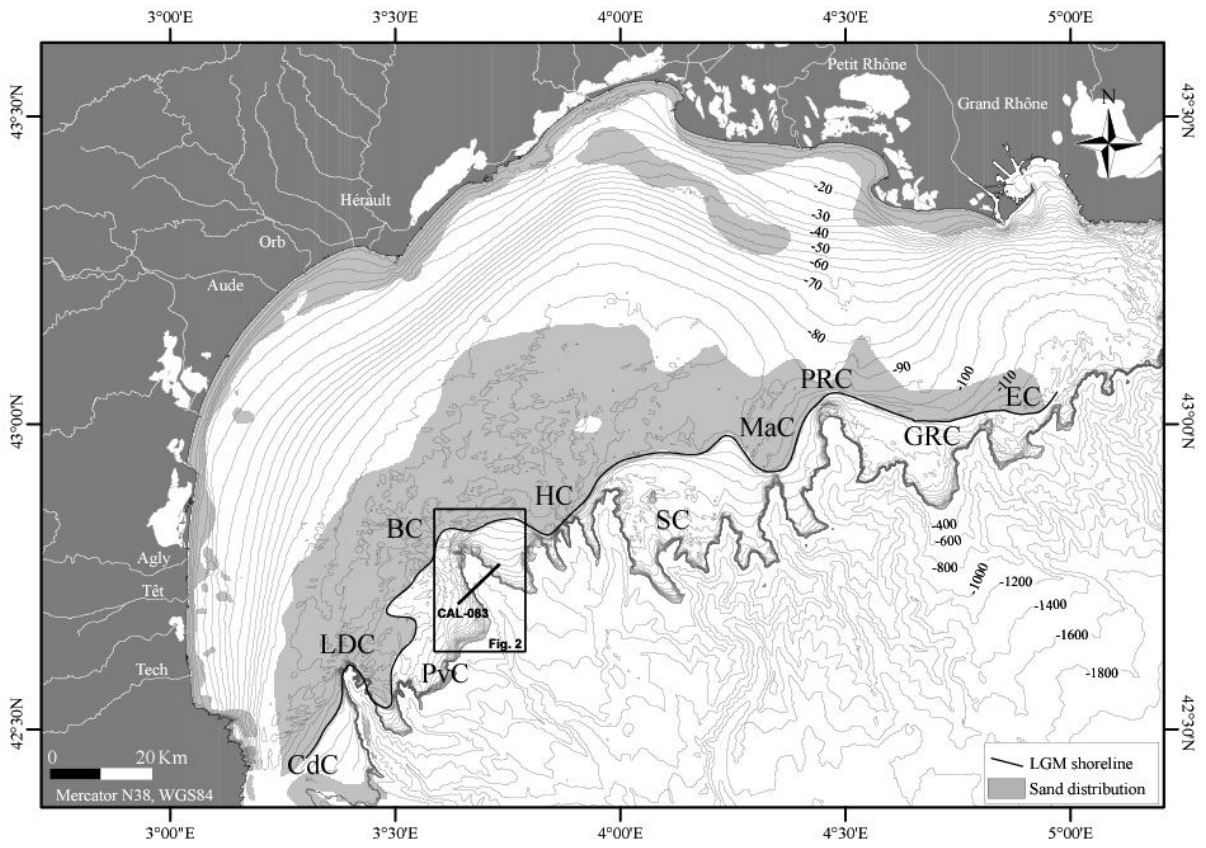 3°00'E 3°30'E 4°00'E 4°30'E 5°00'E
Petit Rhône
Grand Rhône
N
43°30'N 43°30'N
Hérault
-20
-30
Orb
-40
-50
-60
Aude
-70
-80
-90
-100
-110
PRC
EC
MaC
43°00'N 43°00'N
GRC
HC
BC
SC
-400
-600
-800
-1000
-1200
-1400
-1600
-1800
Agly
Têt
CAL-083
Fig. 2
LDC
PvC
Tech
42°30'N 42°30'N
0 20 Km
CdC
LGM shoreline
Sand distribution
Mercator N38, WGS84
3°00'E 3°30'E 4°00'E 4°30'E 5°00'E